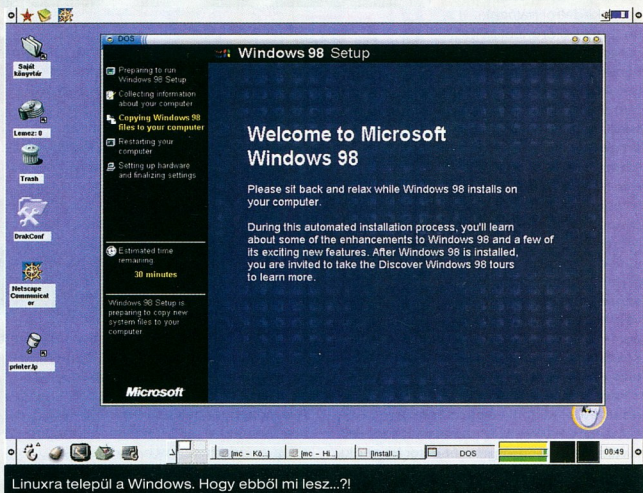 DOS
Windows 98 Setup
Saját
könyvtár
Lemez: 0
Trash
DrakConf
Netscape
Communicat
or
printer.lp
Preparing to run
Windows 98 Setup
Collecting information
about your computer
Copying Windows 98
files to your computer
Restarting your
computer
Setting up hardware
and finalizing settings
Estimated time
remaining:
30 minutes
Windows 98 Setup is
preparing to copy new
system files to your
computer.
Microsoft
Welcome to Microsoft
Windows 98
Please sit back and relax while Windows 98 installs on
your computer.
During this automated installation process, you'll learn
about some of the enhancements to Windows 98 and a few of
its exciting new features. After Windows 98 is installed,
you are invited to take the Discover Windows 98 tours
to learn more.
[mc - Kö...]
[mc - Hi...]
[Install...]
DOS
08:49
Linuxra települ a Windows. Hogy ebből mi lesz...?!